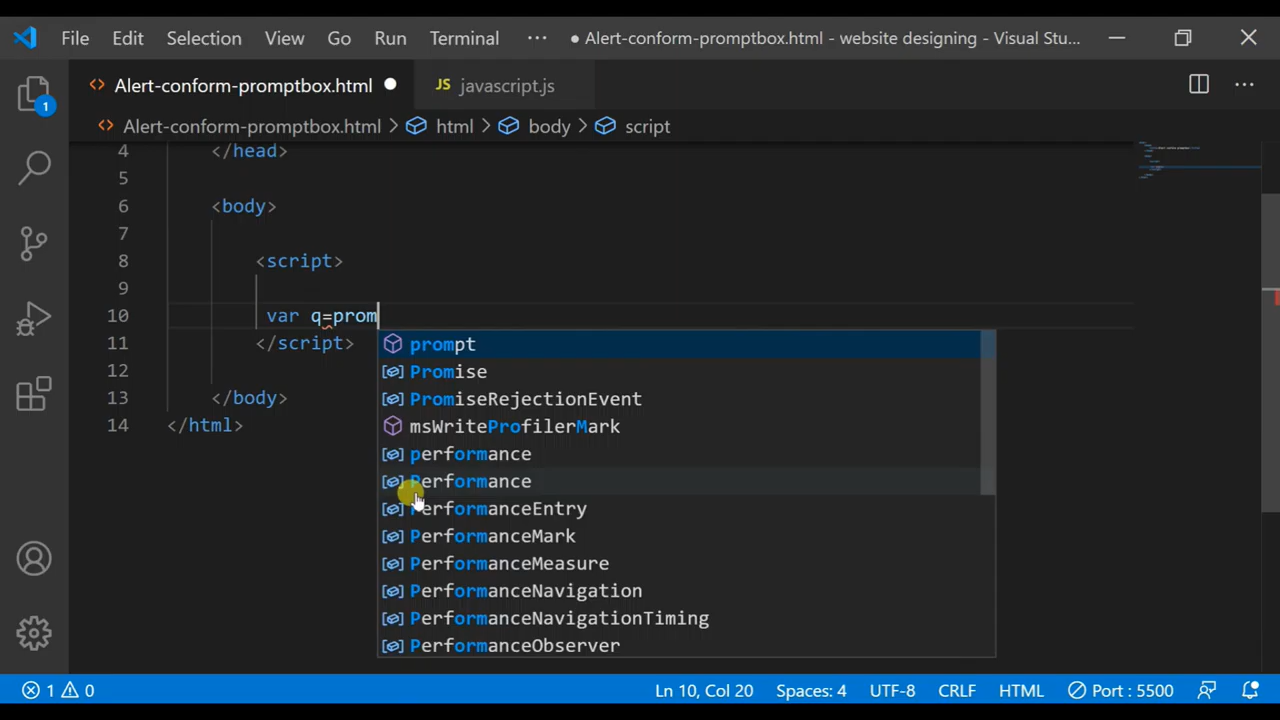 File Edit Selection View Go Run Terminal ··· ● Alert-conform-promptbox.html - website designing - Visual Stu...
<> Alert-conform-promptbox.html ● JS javascript.js ···
<> Alert-conform-promptbox.html > html > body > script
1
4 </head>
5
6 <body>
7
8 <script>
9
10 var q=prom
11 </script>
12
13 </body>
14 </html>
prompt
Promise
PromiseRejectionEvent
msWriteProfilerMark
performance
Performance
PerformanceEntry
PerformanceMark
PerformanceMeasure
PerformanceNavigation
PerformanceNavigationTiming
PerformanceObserver
1 0 Ln 10, Col 20 Spaces: 4 UTF-8 CRLF HTML Port : 5500